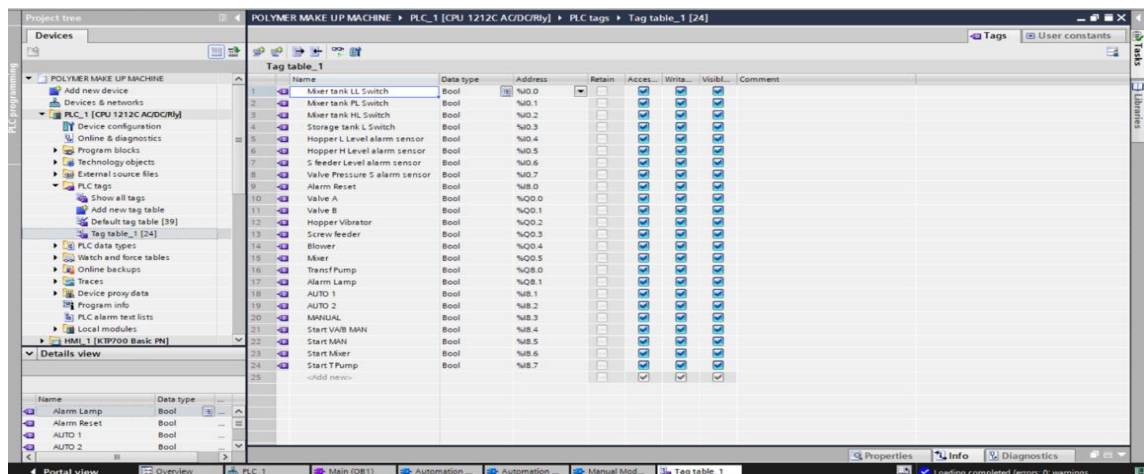 Project tree
POLYMER MAKE UP MACHINE ▸ PLC_1 [CPU 1212C AC/DC/Rly] ▸ PLC tags ▸ Tag table_1 [24]
Devices
Tags
User constants
Tag table_1
Name Data type Address Retain Acces... Writa... Visibl... Comment
1 Mixer tank LL Switch Bool %I0.0
2 Mixer tank PL Switch Bool %I0.1
3 Mixer tank HL Switch Bool %I0.2
4 Storage tank L Switch Bool %I0.3
5 Hopper L Level alarm sensor Bool %I0.4
6 Hopper H Level alarm sensor Bool %I0.5
7 S feeder Level alarm sensor Bool %I0.6
8 Valve Pressure S alarm sensor Bool %I0.7
9 Alarm Reset Bool %I8.0
10 Valve A Bool %Q0.0
11 Valve B Bool %Q0.1
12 Hopper Vibrator Bool %Q0.2
13 Screw feeder Bool %Q0.3
14 Blower Bool %Q0.4
15 Mixer Bool %Q0.5
16 Transf Pump Bool %Q8.0
17 Alarm Lamp Bool %Q8.1
18 AUTO 1 Bool %I8.1
19 AUTO 2 Bool %I8.2
20 MANUAL Bool %I8.3
21 Start VA/B MAN Bool %I8.4
22 Start MAN Bool %I8.5
23 Start Mixer Bool %I8.6
24 Start T Pump Bool %I8.7
25 <Add new>
POLYMER MAKE UP MACHINE
Add new device
Devices & networks
PLC_1 [CPU 1212C AC/DC/Rly]
Device configuration
Online & diagnostics
Program blocks
Technology objects
External source files
PLC tags
Show all tags
Add new tag table
Default tag table [39]
Tag table_1 [24]
PLC data types
Watch and force tables
Online backups
Traces
Device proxy data
Program info
PLC alarm text lists
Local modules
HMI_1 [KTP700 Basic PN]
Details view
Name Data type ...
Alarm Lamp Bool ...
Alarm Reset Bool ...
AUTO 1 Bool ...
AUTO 2 Bool ...
PLC programming
Tasks
Libraries
Properties
Info
Diagnostics
Portal view
Overview
PLC_1
Main (OB1)
Automation ...
Automation ...
Manual Mod...
Tag table_1
Loading completed (errors: 0; warnings